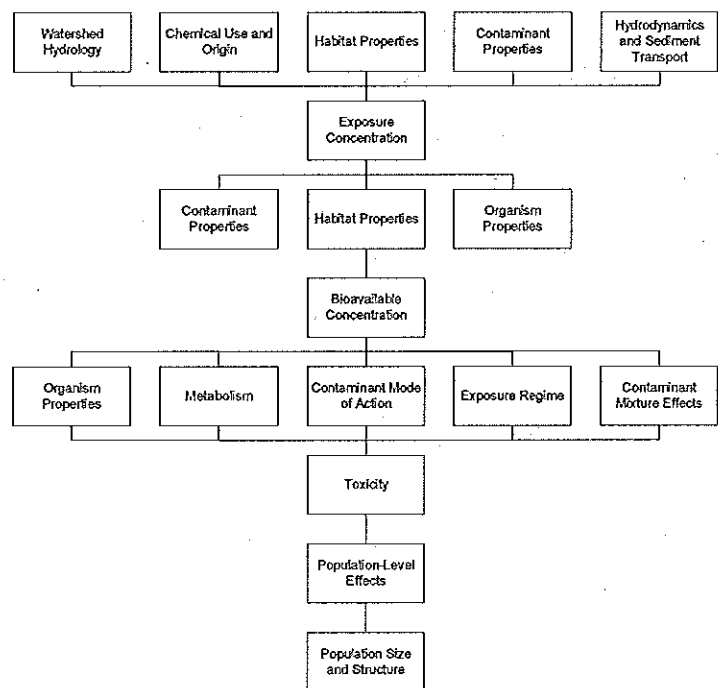 Watershed
Hydrology
Chemical Use and
Origin
Habitat Properties
Contaminant
Properties
Hydrodynamics
and Sediment
Transport
Exposure
Concentration
Contaminant
Properties
Habitat Properties
Organism
Properties
Bioavailable
Concentration
Organism
Properties
Metabolism
Contaminant Mode
of Action
Exposure Regime
Contaminant
Mixture Effects
Toxicity
Population-Level
Effects
Population Size
and Structure